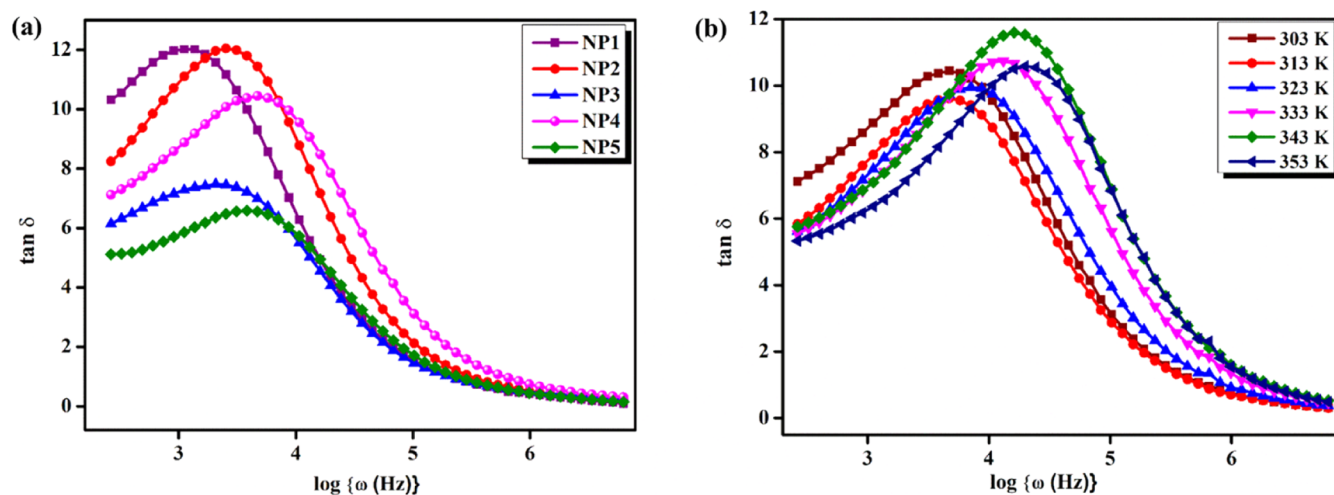 (a)
12
10
8
6
4
2
0
tan δ
3 4 5 6
log {ω (Hz)}
NP1
NP2
NP3
NP4
NP5
(b)
12
10
8
6
4
2
0
tan δ
3 4 5 6
log {ω (Hz)}
303 K
313 K
323 K
333 K
343 K
353 K